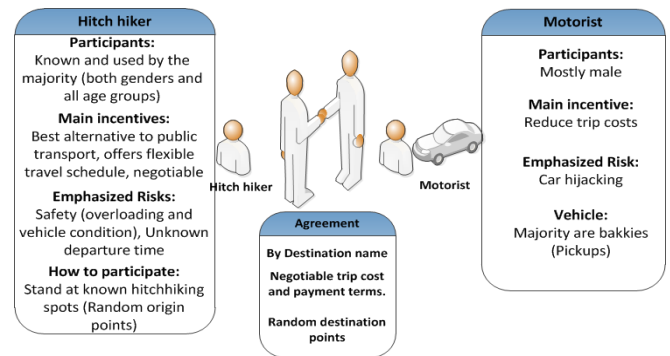 Hitch hiker
Participants:
Known and used by the
majority (both genders and
all age groups)
Main incentives:
Best alternative to public
transport, offers flexible
travel schedule, negotiable
Emphasized Risks:
Safety (overloading and
vehicle condition), Unknown
departure time
How to participate:
Stand at known hitchhiking
spots (Random origin
points)
Hitch hiker
Motorist
Agreement
By Destination name
Negotiable trip cost
and payment terms.
Random destination
points
Motorist
Participants:
Mostly male
Main incentive:
Reduce trip costs
Emphasized Risk:
Car hijacking
Vehicle:
Majority are bakkies
(Pickups)